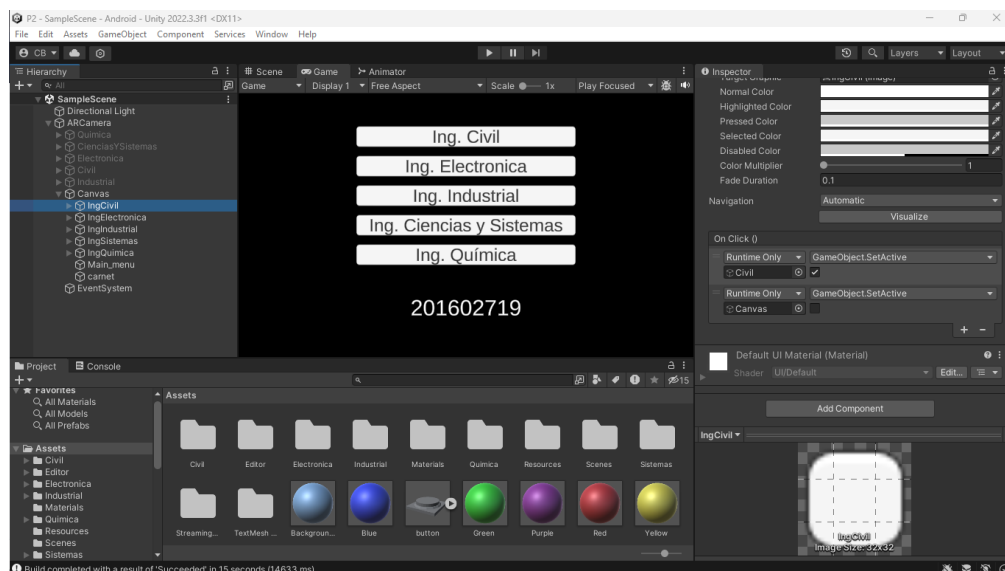 P2 - SampleScene - Android - Unity 2022.3.3f1 <DX11>
File Edit Assets GameObject Component Services Window Help
CB
Layers
Layout
Hierarchy
Scene
Game
Animator
Inspector
All
Game
Display 1
Free Aspect
Scale
1x
Play Focused
SampleScene
Directional Light
ARCamera
Quimica
CienciasYSistemas
Electronica
Civil
Industrial
Canvas
IngCivil
IngElectronica
IngIndustrial
IngSistemas
IngQuimica
Main_menu
carnet
EventSystem
Ing. Civil
Ing. Electronica
Ing. Industrial
Ing. Ciencias y Sistemas
Ing. Química
201602719
Normal Color
Highlighted Color
Pressed Color
Selected Color
Disabled Color
Color Multiplier
1
Fade Duration
0.1
Navigation
Automatic
Visualize
On Click ()
Runtime Only
GameObject.SetActive
Civil
Runtime Only
GameObject.SetActive
Canvas
Default UI Material (Material)
Shader
UI/Default
Edit...
Add Component
IngCivil
IngCivil
Image Size: 32x32
Project
Console
15
Favorites
All Materials
All Models
All Prefabs
Assets
Civil
Editor
Electronica
Industrial
Materials
Quimica
Resources
Scenes
Sistemas
Assets
Civil
Editor
Electronica
Industrial
Materials
Quimica
Resources
Scenes
Sistemas
Streaming...
TextMesh ...
Backgroun...
Blue
button
Green
Purple
Red
Yellow
Build completed with a result of 'Succeeded' in 15 seconds (14633 ms)